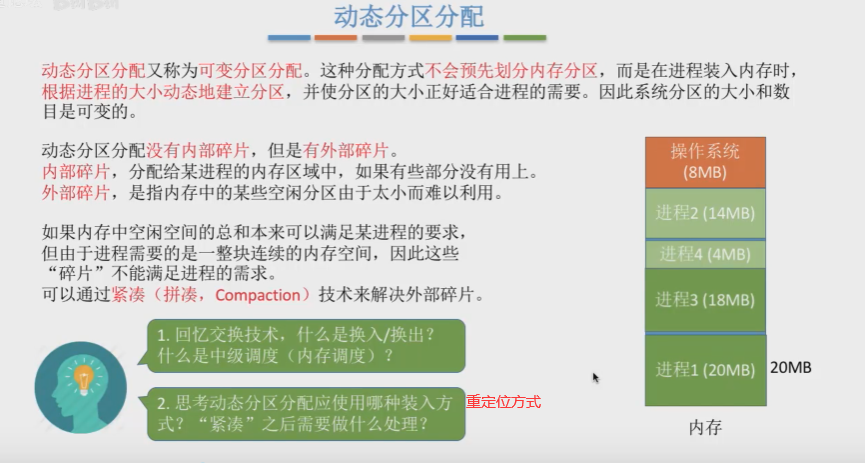 动态分区分配
动态分区分配又称为可变分区分配。这种分配方式不会预先划分内存分区，而是在进程装入内存时，
根据进程的大小动态地建立分区，并使分区的大小正好适合进程的需要。因此系统分区的大小和数
目是可变的。
动态分区分配没有内部碎片，但是有外部碎片。
内部碎片，分配给某进程的内存区域中，如果有些部分没有用上。
外部碎片，是指内存中的某些空闲分区由于太小而难以利用。
如果内存中空闲空间的总和本来可以满足某进程的要求，
但由于进程需要的是一整块连续的内存空间，因此这些
“碎片”不能满足进程的需求。
可以通过紧凑（拼凑，Compaction）技术来解决外部碎片。
1. 回忆交换技术，什么是换入/换出？
什么是中级调度（内存调度）？
2. 思考动态分区分配应使用哪种装入方
式？“紧凑”之后需要做什么处理？
重定位方式
操作系统
(8MB)
进程2 (14MB)
进程4 (4MB)
进程3 (18MB)
进程1 (20MB)
20MB
内存